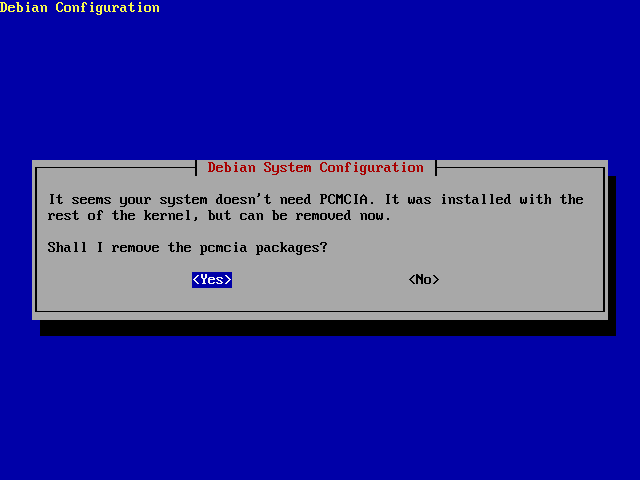 Debian Configuration
Debian System Configuration
It seems your system doesn't need PCMCIA. It was installed with the
rest of the kernel, but can be removed now.
Shall I remove the pcmcia packages?
<Yes> <No>